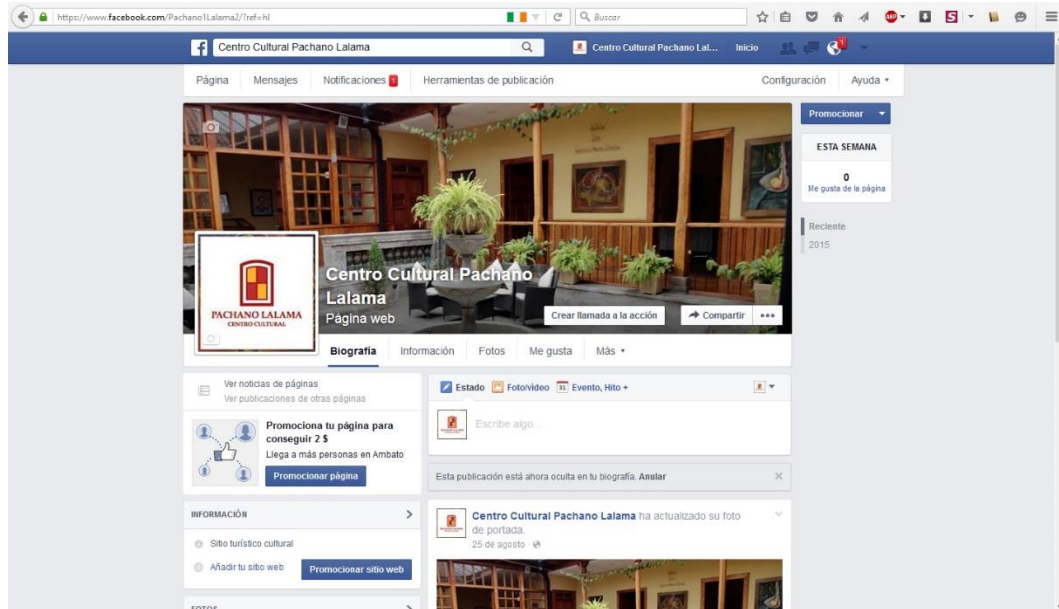 https://www.facebook.com/Pachano1Lalama2/?ref=hl
Buscar
ABP
S
Centro Cultural Pachano Lalama
Centro Cultural Pachano Lal...
Inicio
Página Mensajes Notificaciones 1 Herramientas de publicación Configuración Ayuda
Promocionar
ESTA SEMANA
0
Me gusta de la página
Reciente
2015
PACHANO LALAMA
CENTRO CULTURAL
Centro Cultural Pachano
Lalama
Página web
Crear llamada a la acción
Compartir
Biografía Información Fotos Me gusta Más
Ver noticias de páginas
Ver publicaciones de otras páginas
Promociona tu página para
conseguir 2 $
Llega a más personas en Ambato
Promocionar página
INFORMACIÓN
Sitio turístico cultural
Añadir tu sitio web
Promocionar sitio web
FOTOS
Estado Foto/vídeo 31 Evento, Hito +
Escribe algo...
Esta publicación está ahora oculta en tu biografía. Anular
Centro Cultural Pachano Lalama ha actualizado su foto
de portada.
25 de agosto ·